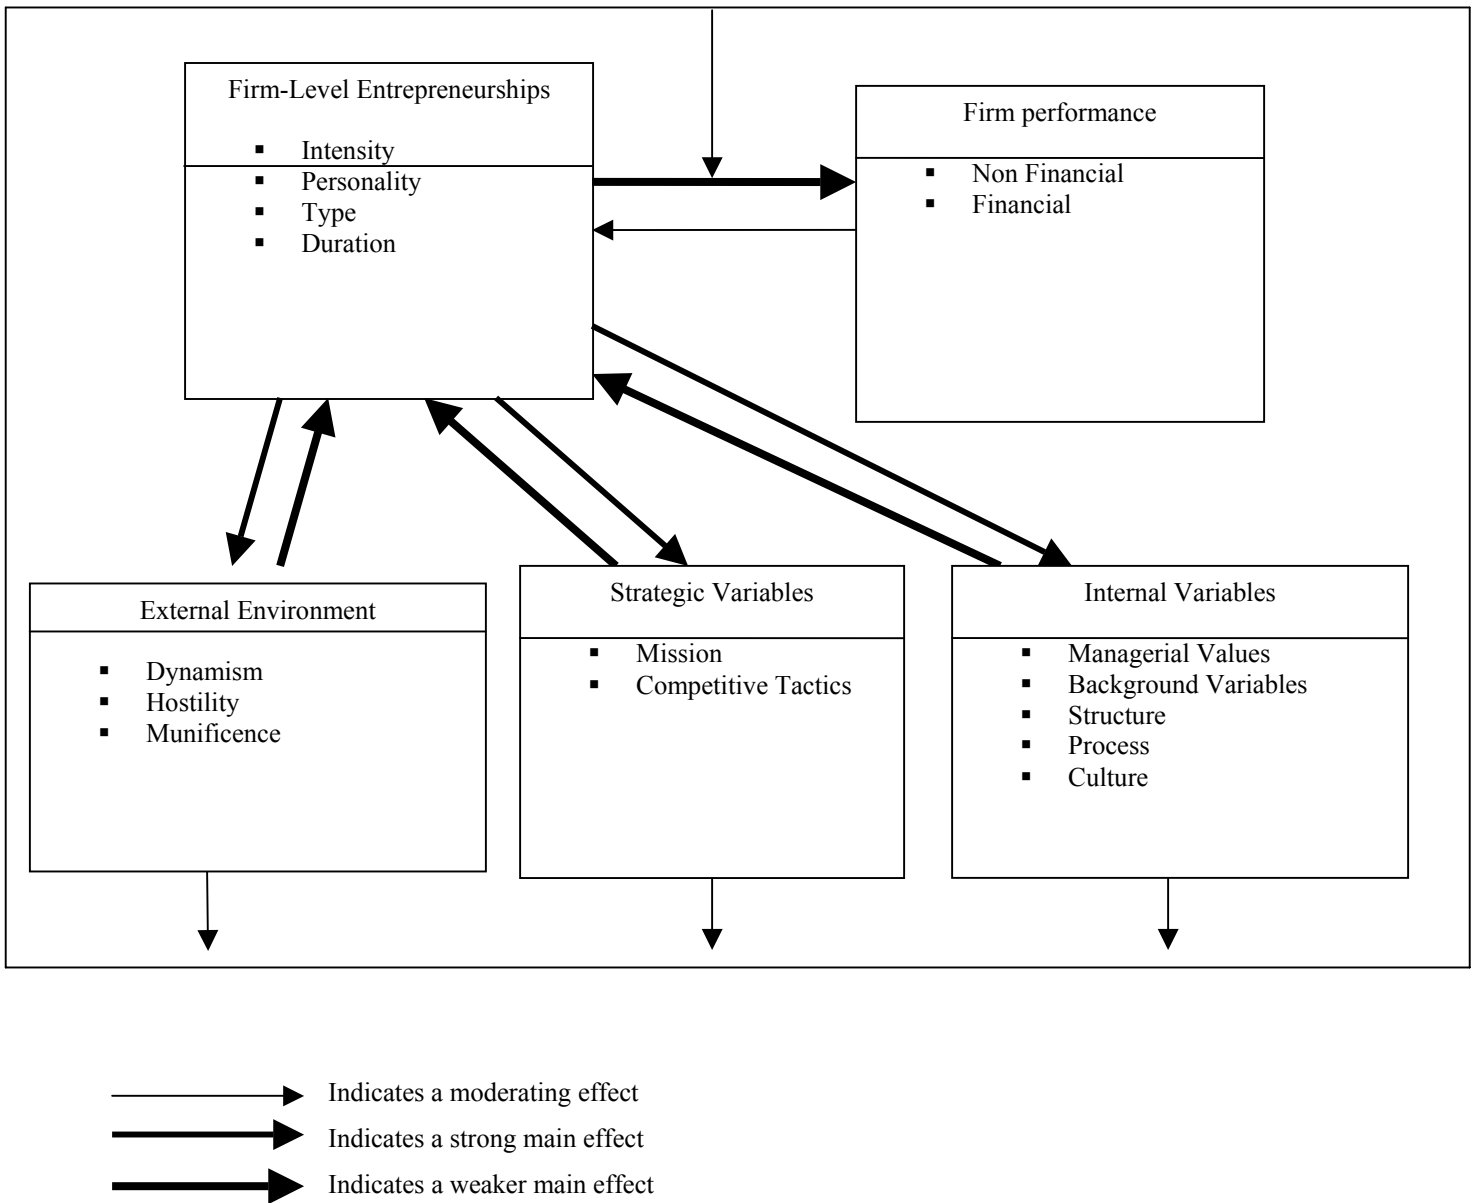 Firm-Level Entrepreneurships
▪ Intensity
▪ Personality
▪ Type
▪ Duration
Firm performance
▪ Non Financial
▪ Financial
External Environment
▪ Dynamism
▪ Hostility
▪ Munificence
Strategic Variables
▪ Mission
▪ Competitive Tactics
Internal Variables
▪ Managerial Values
▪ Background Variables
▪ Structure
▪ Process
▪ Culture
Indicates a moderating effect
Indicates a strong main effect
Indicates a weaker main effect